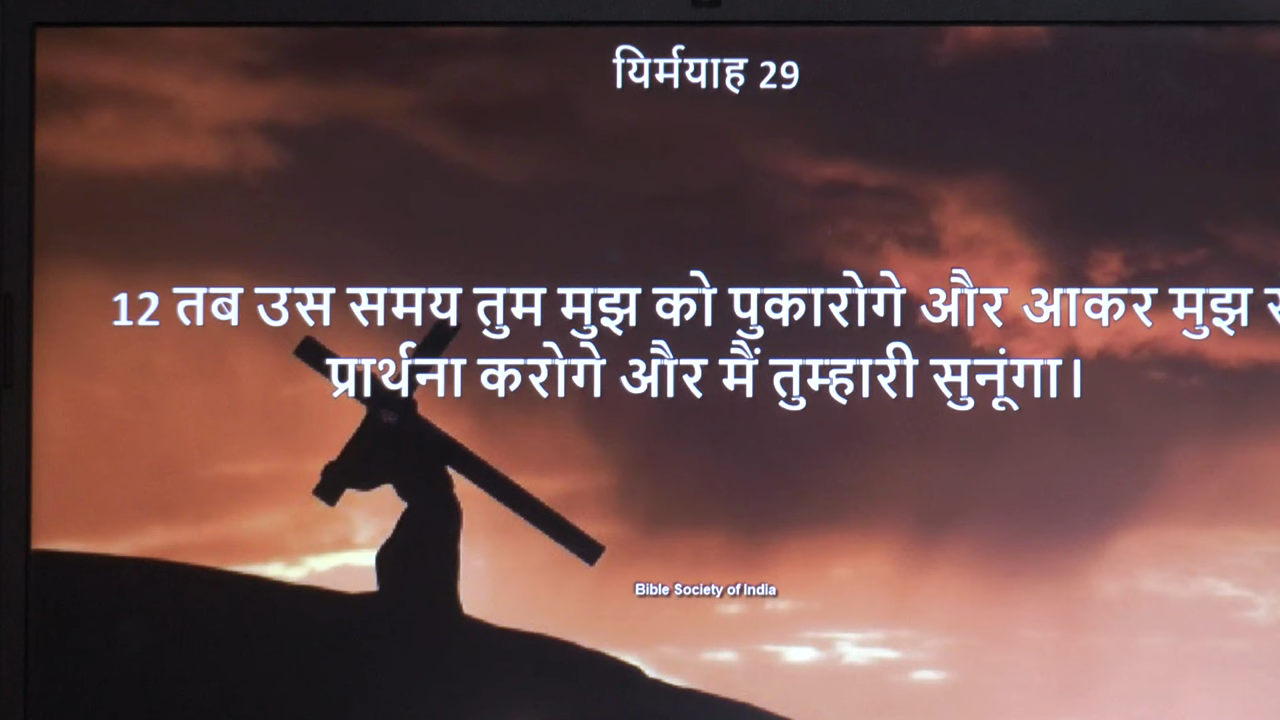 यिर्मयाह 29
12 तब उस समय तुम मुझ को पुकारोगे और आकर मुझ
प्रार्थना करोगे और मैं तुम्हारी सुनूंगा।
Bible Society of India